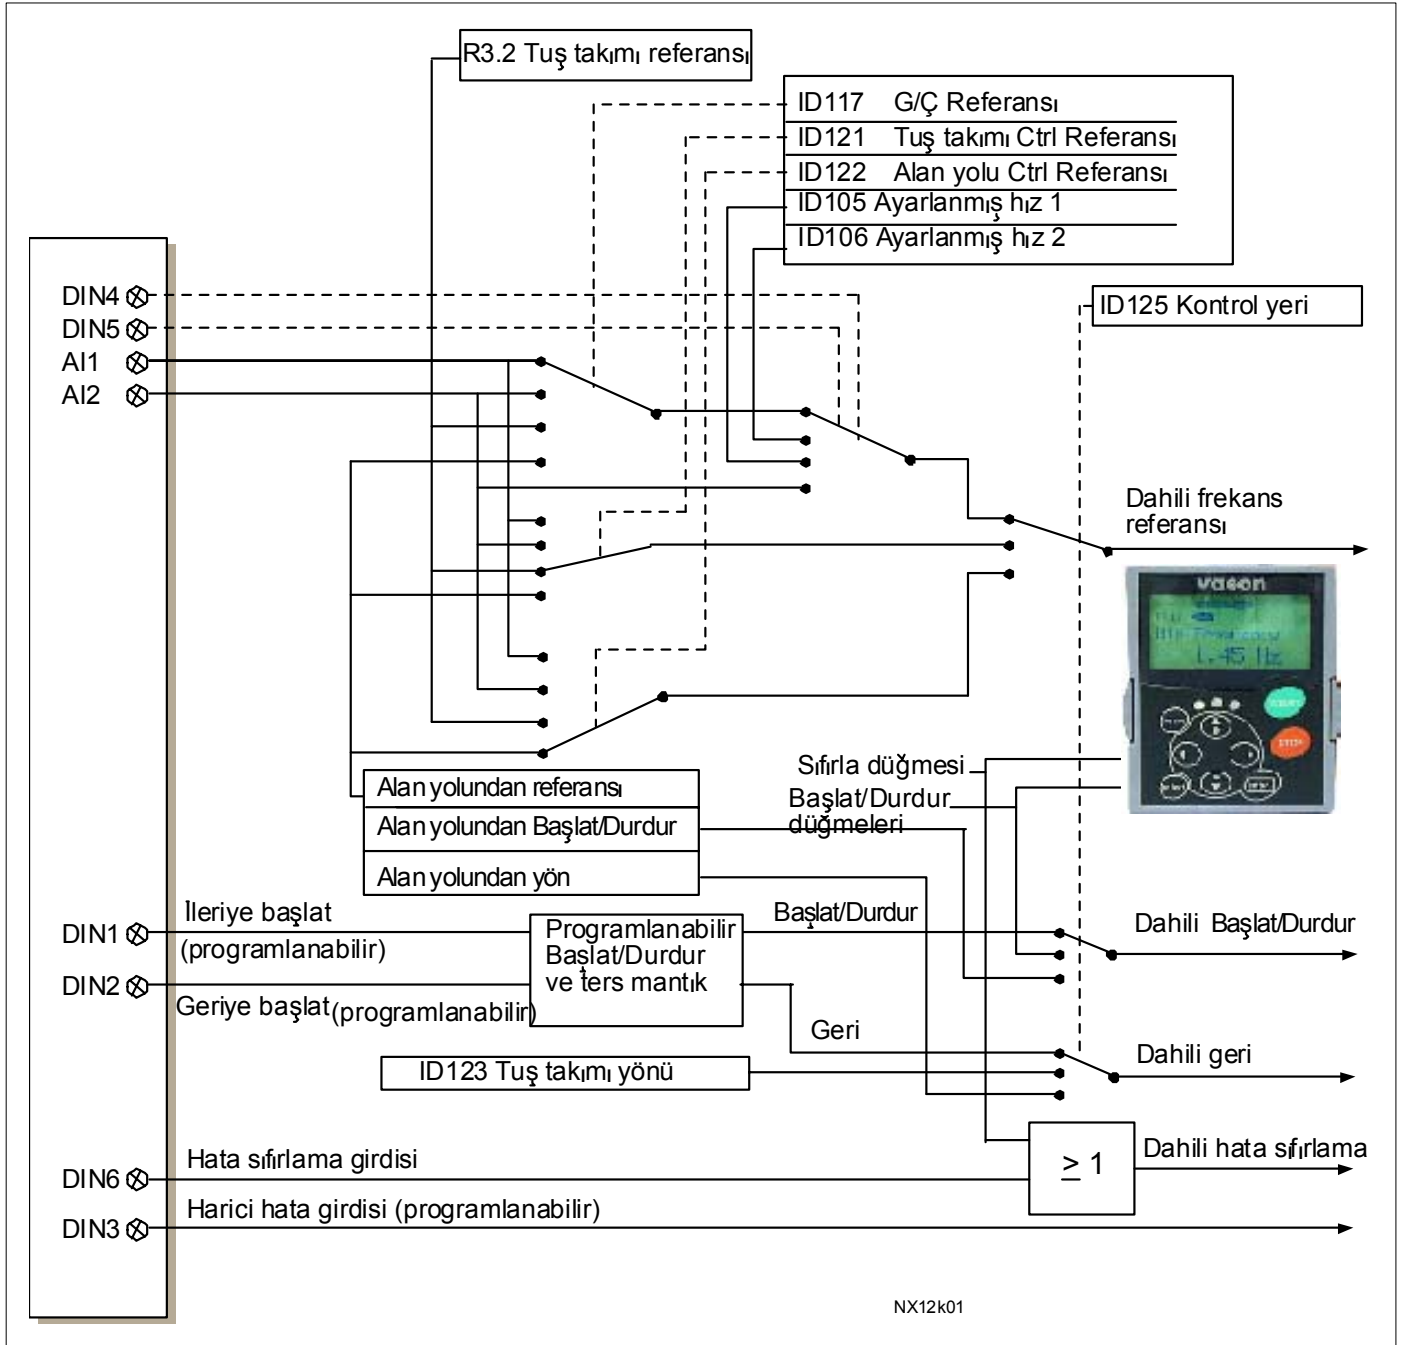 R3.2 Tuş takımı referansı
ID117 G/Ç Referansı
ID121 Tuş takımı Ctrl Referansı
ID122 Alan yolu Ctrl Referansı
ID105 Ayarlanmış hız 1
ID106 Ayarlanmış hız 2
DIN4
DIN5
AI1
AI2
ID125 Kontrol yeri
Dahili frekans
referansı
1.45 Hz
Sıfırla düğmesi
Başlat/Durdur
düğmeleri
Alan yolundan referansı
Alan yolundan Başlat/Durdur
Alan yolundan yön
DIN1
İleriye başlat
(programlanabilir)
DIN2
Geriye başlat (programlanabilir)
Programlanabilir
Başlat/Durdur
ve ters mantık
Başlat/Durdur
Dahili Başlat/Durdur
Geri
Dahili geri
ID123 Tuş takımı yönü
DIN6
Hata sıfırlama girdisi
≥ 1
Dahili hata sıfırlama
DIN3
Harici hata girdisi (programlanabilir)
NX12k01